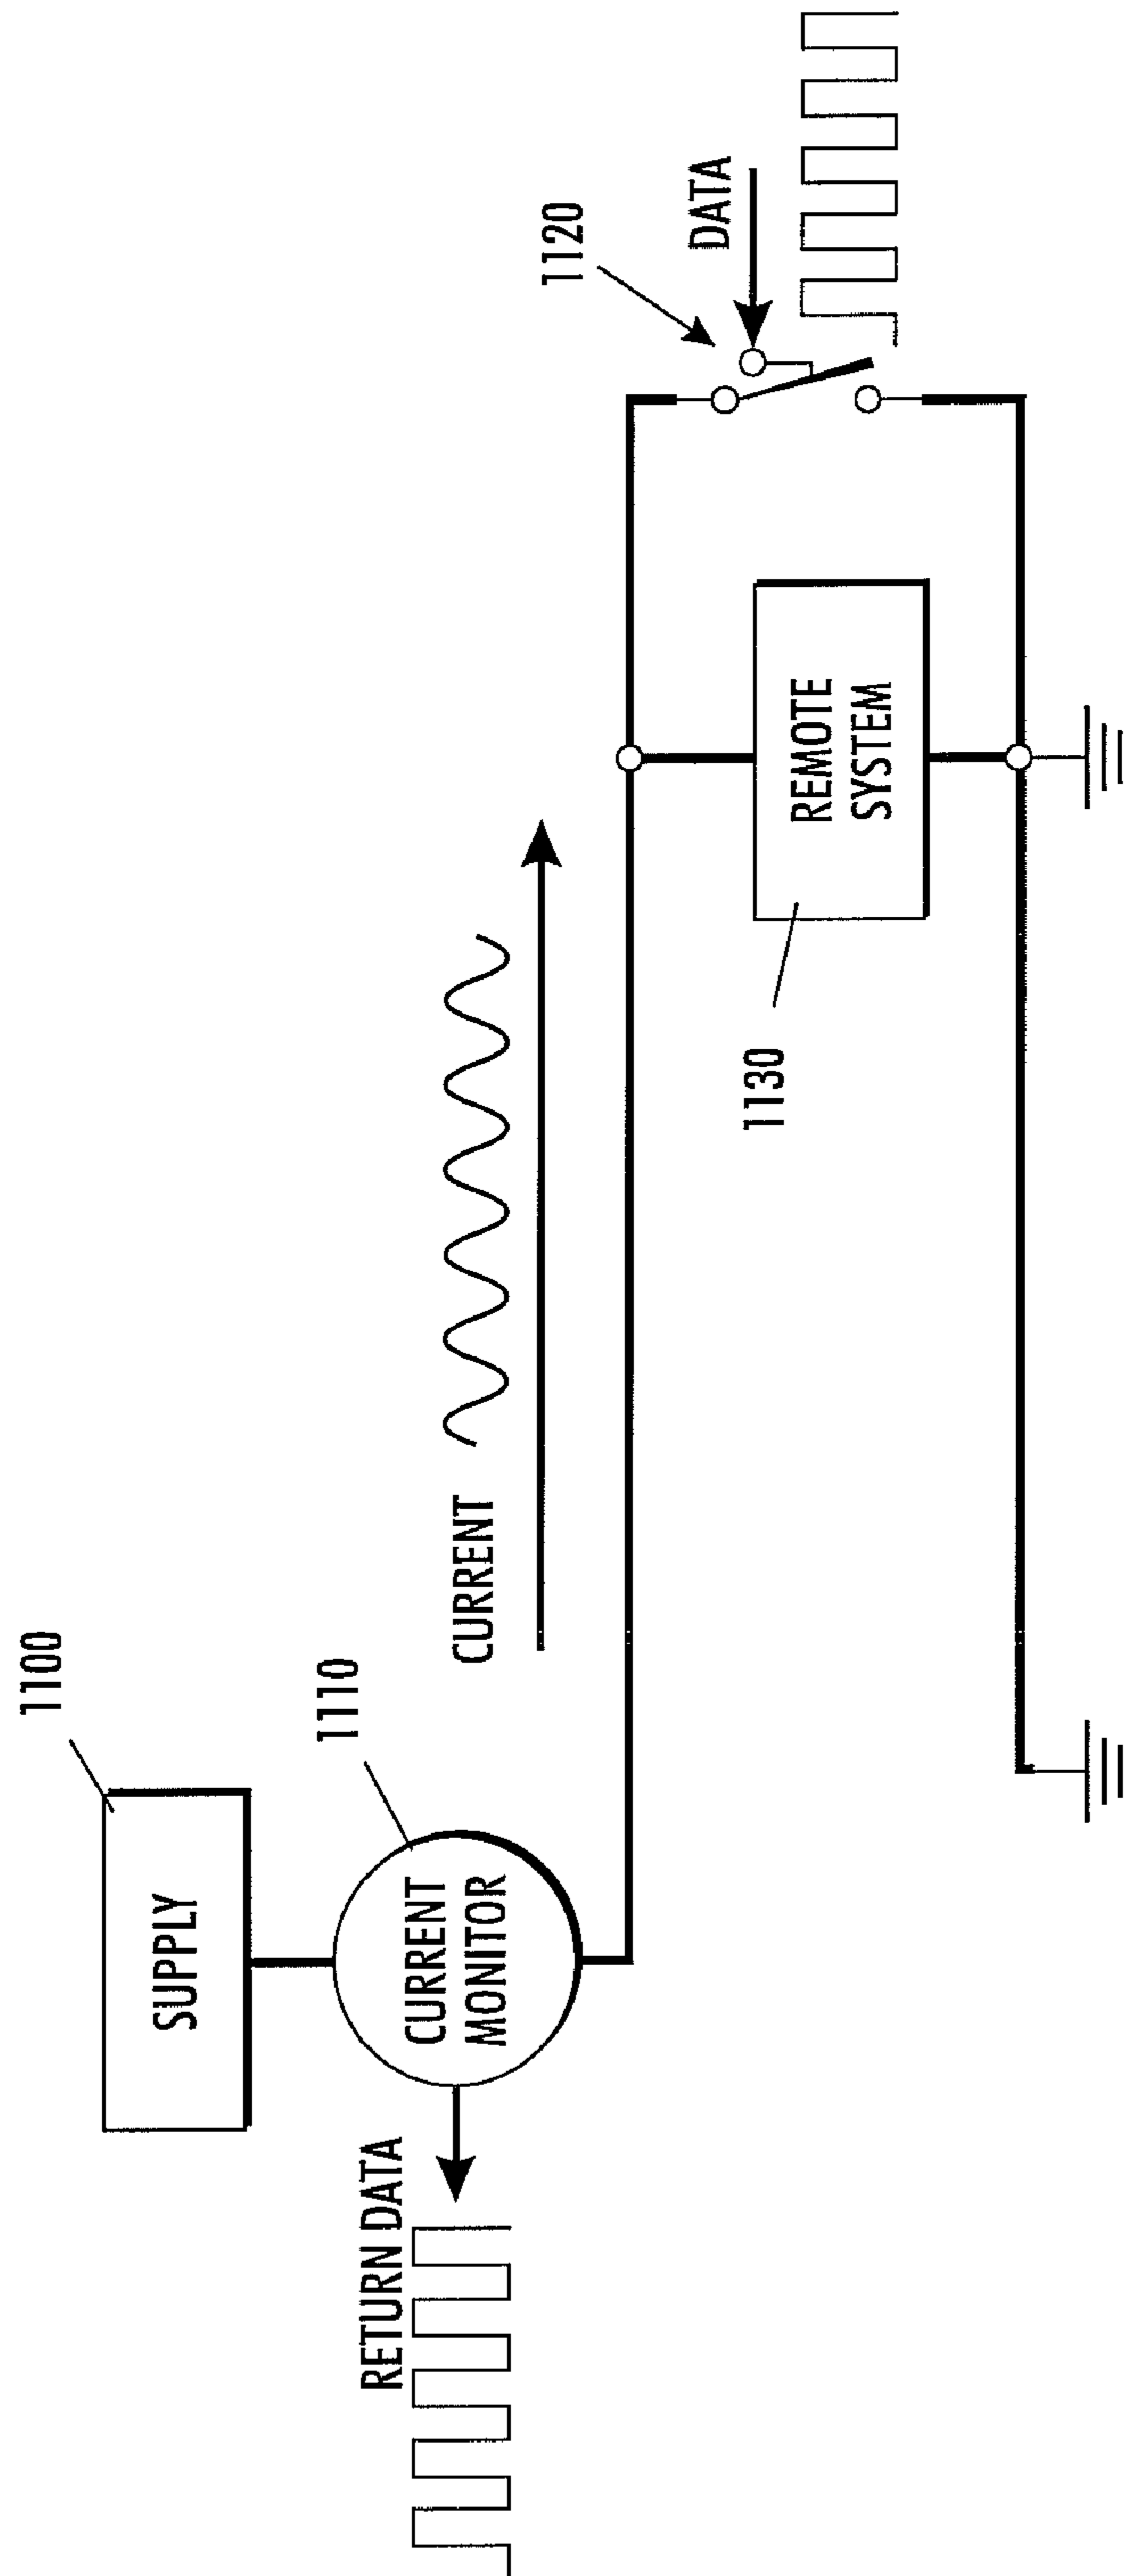 1100
SUPPLY
1110
CURRENT
MONITOR
RETURN DATA
CURRENT
1120
DATA
REMOTE
SYSTEM
1130